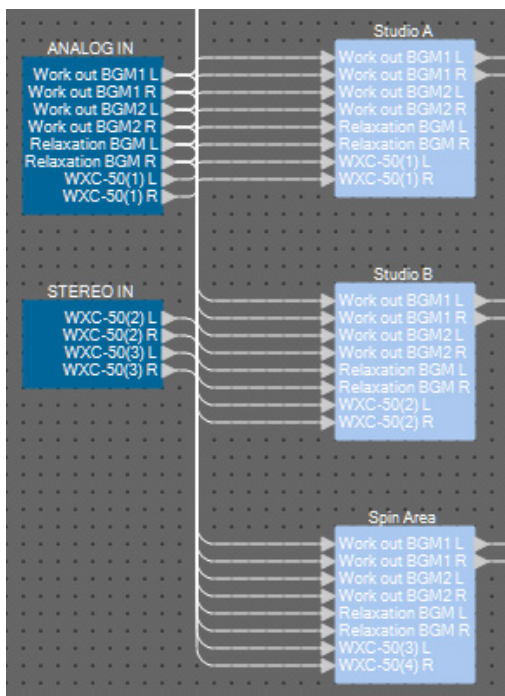 ANALOG IN
Work out BGM1 L
Work out BGM1 R
Work out BGM2 L
Work out BGM2 R
Relaxation BGM L
Relaxation BGM R
WXC-50(1) L
WXC-50(1) R
STEREO IN
WXC-50(2) L
WXC-50(2) R
WXC-50(3) L
WXC-50(3) R
Studio A
Work out BGM1 L
Work out BGM1 R
Work out BGM2 L
Work out BGM2 R
Relaxation BGM L
Relaxation BGM R
WXC-50(1) L
WXC-50(1) R
Studio B
Work out BGM1 L
Work out BGM1 R
Work out BGM2 L
Work out BGM2 R
Relaxation BGM L
Relaxation BGM R
WXC-50(2) L
WXC-50(2) R
Spin Area
Work out BGM1 L
Work out BGM1 R
Work out BGM2 L
Work out BGM2 R
Relaxation BGM L
Relaxation BGM R
WXC-50(3) L
WXC-50(4) R